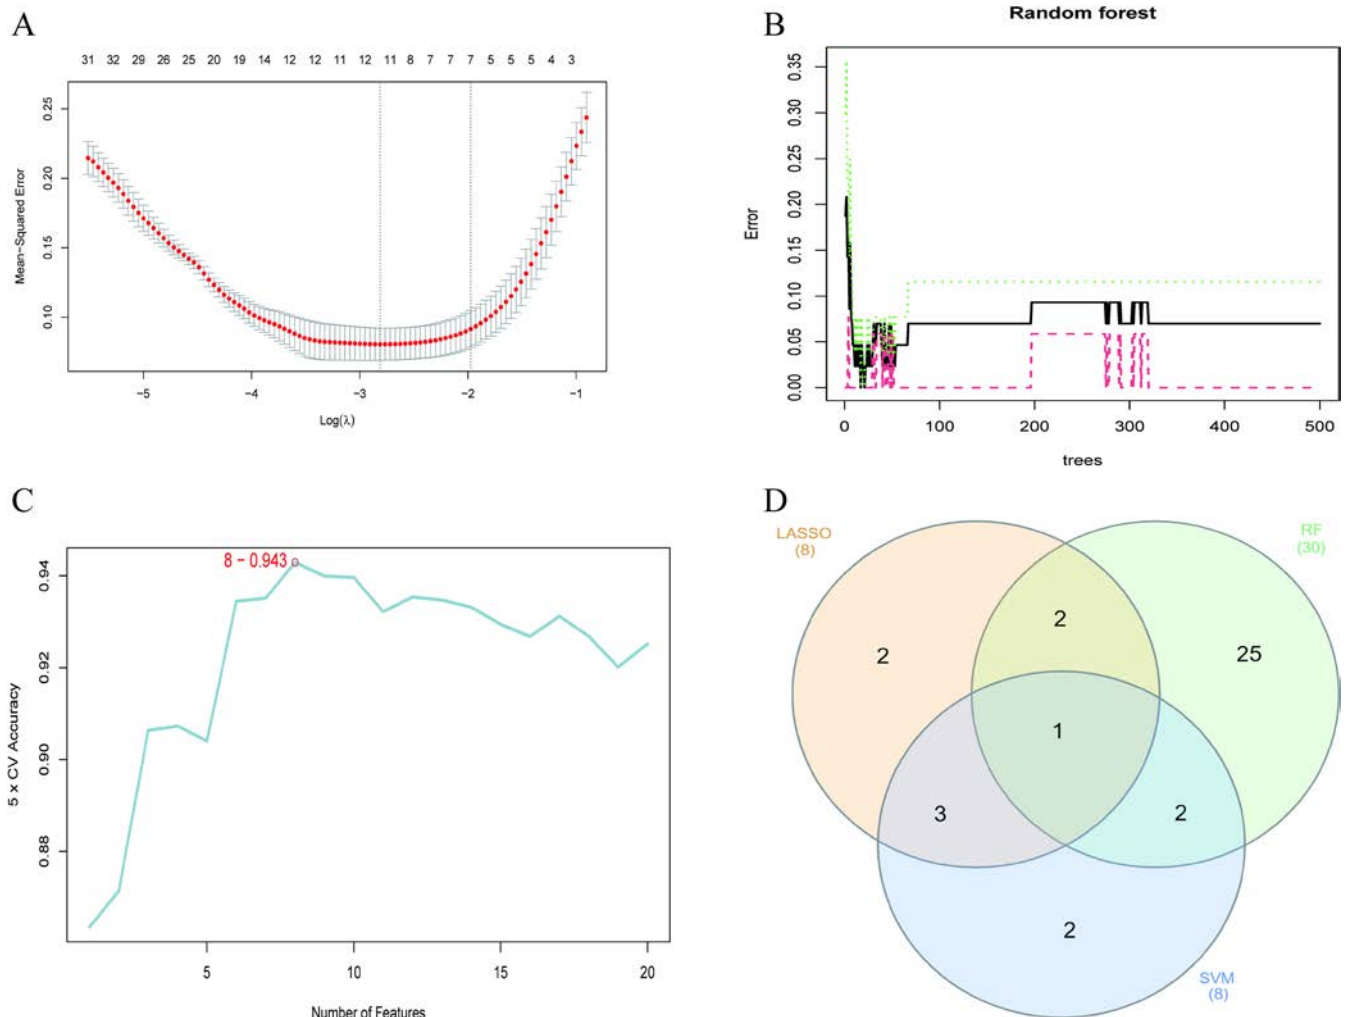 A
31 32 29 26 25 20 19 14 12 12 11 12 11 8 7 7 7 5 5 5 4 3
Mean-Squared Error
0.25
0.20
0.15
0.10
-5 -4 -3 -2 -1
Log(λ)
B
Random forest
Error
0.35
0.30
0.25
0.20
0.15
0.10
0.05
0.00
0 100 200 300 400 500
trees
C
5 x CV Accuracy
0.94
0.92
0.90
0.88
8 - 0.943
5 10 15 20
Number of Features
D
LASSO
(8)
RF
(30)
2
2
25
1
3
2
2
SVM
(8)